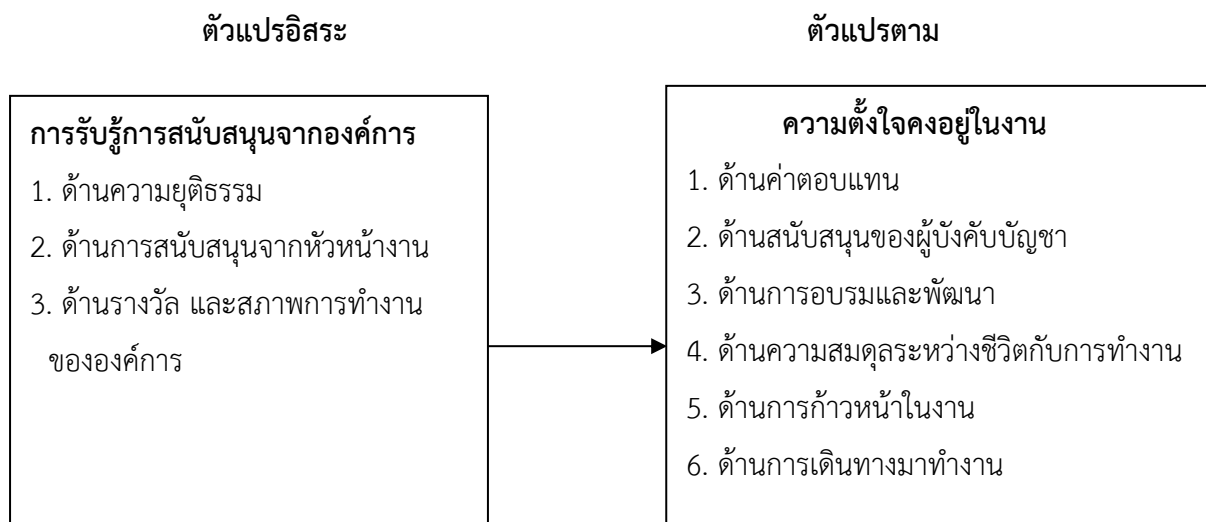 ตัวแปรอิสระ
ตัวแปรตาม
การรับรู้การสนับสนุนจากองค์การ
1. ด้านความยุติธรรม
2. ด้านการสนับสนุนจากหัวหน้างาน
3. ด้านรางวัล และสภาพการทำงาน
ขององค์การ
ความตั้งใจคงอยู่ในงาน
1. ด้านค่าตอบแทน
2. ด้านสนับสนุนของผู้บังคับบัญชา
3. ด้านการอบรมและพัฒนา
4. ด้านความสมดุลระหว่างชีวิตกับการทำงาน
5. ด้านการก้าวหน้าในงาน
6. ด้านการเดินทางมาทำงาน